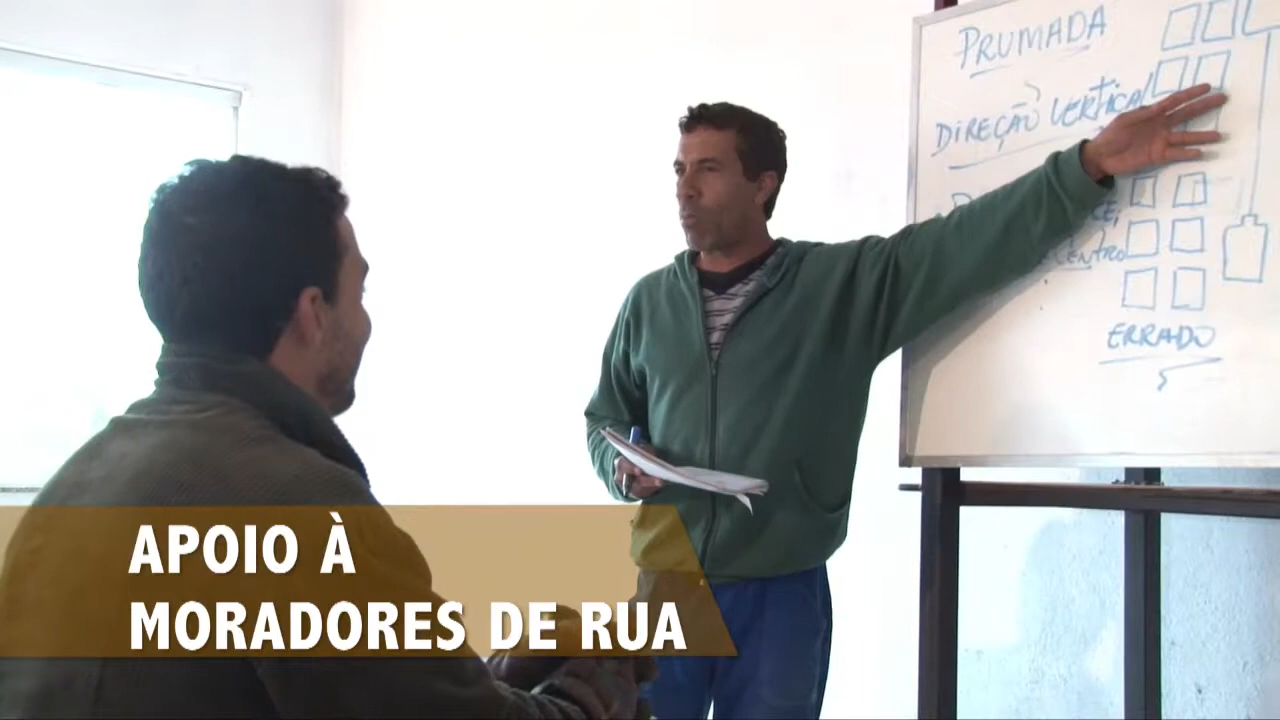 PRUMADA
DIREÇÃO VERTICAL
CENTRO
ERRADO
APOIO À
MORADORES DE RUA